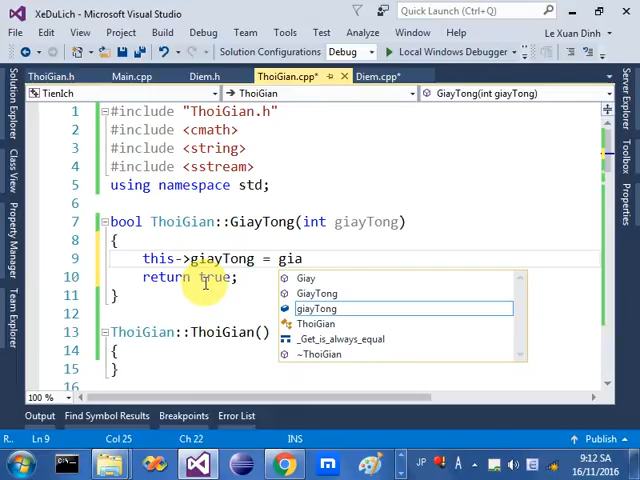 XeDuLich - Microsoft Visual Studio
Quick Launch (Ctrl+Q)
File Edit View Project Build Debug Team Tools Test Analyze Window Help
Le Xuan Dinh
Solution Configurations Debug Local Windows Debugger
ThoiGian.h Main.cpp Diem.h ThoiGian.cpp* Diem.cpp*
TienIch ThoiGian GiayTong(int giayTong)
Solution Explorer
Class View
Property Manager
Team Explorer
Toolbox
Properties
1 #include "ThoiGian.h"
2 #include <cmath>
3 #include <string>
4 #include <sstream>
5 using namespace std;
6
7 bool ThoiGian::GiayTong(int giayTong)
8 {
9 this->giayTong = gia
10 return true;
11 }
12
13 ThoiGian::ThoiGian()
14 {
15 }
16
Giay
GiayTong
giayTong
ThoiGian
_Get_is_always_equal
~ThoiGian
100 %
Output Find Symbol Results Breakpoints Error List
R.. Ln 9 Col 25 Ch 22 INS Publish
JP A 9:12 SA
16/11/2016